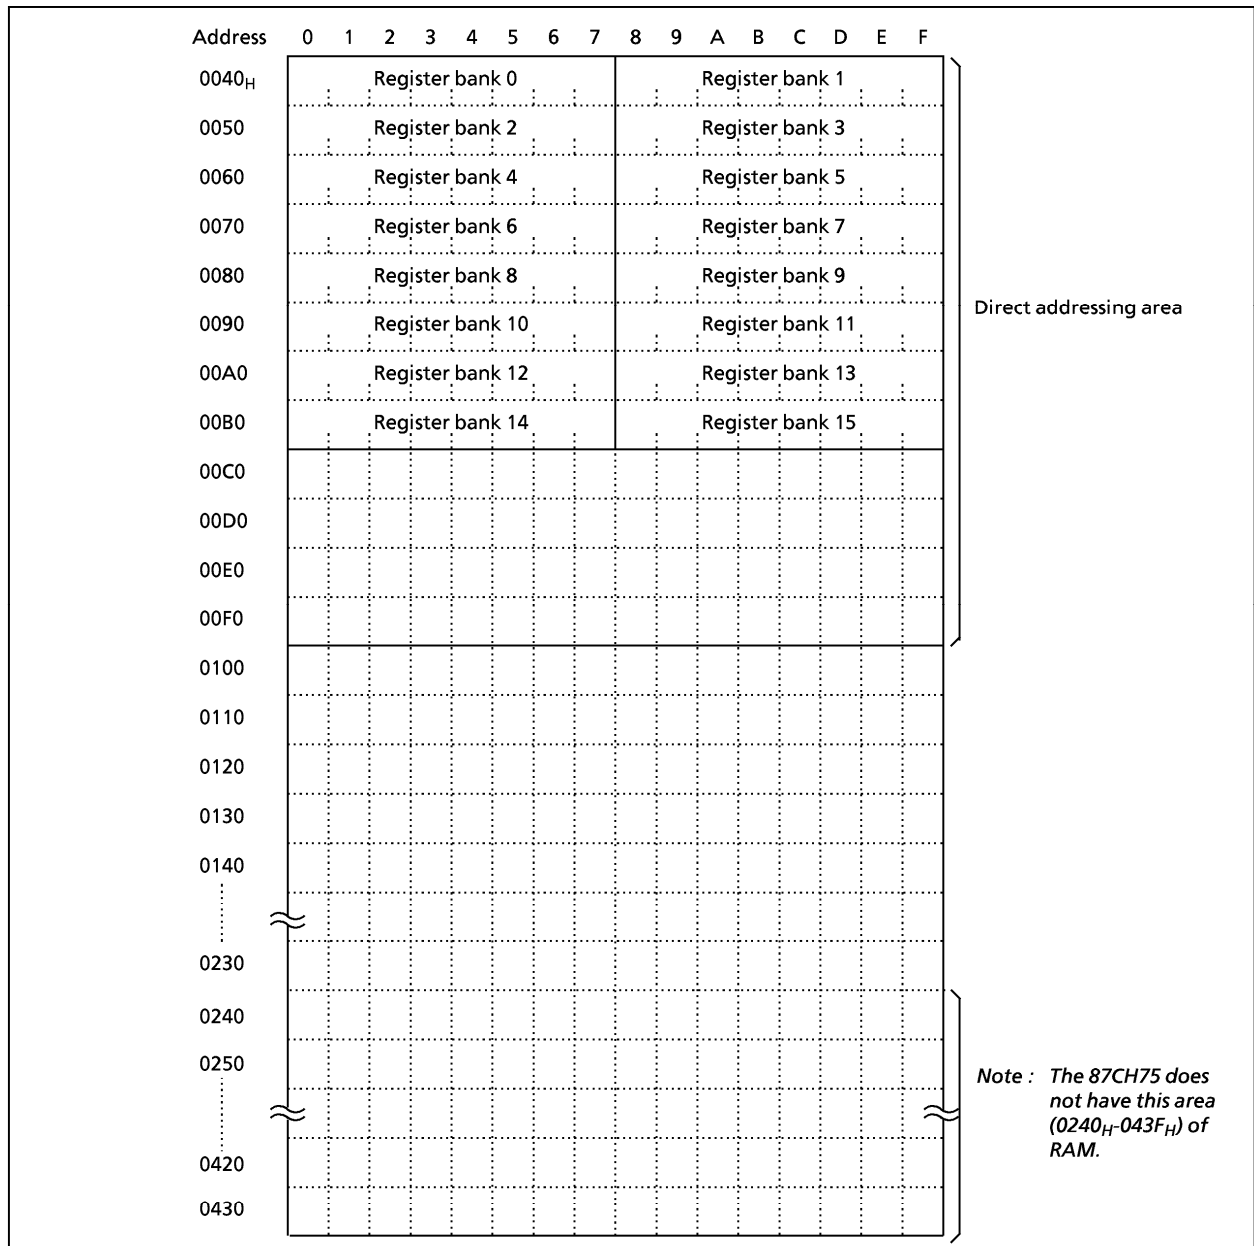 Address 0 1 2 3 4 5 6 7 8 9 A B C D E F
0040H Register bank 0 Register bank 1
0050 Register bank 2 Register bank 3
0060 Register bank 4 Register bank 5
0070 Register bank 6 Register bank 7
0080 Register bank 8 Register bank 9
Direct addressing area
0090 Register bank 10 Register bank 11
00A0 Register bank 12 Register bank 13
00B0 Register bank 14 Register bank 15
00C0
00D0
00E0
00F0
0100
0110
0120
0130
0140
0230
0240
0250
Note : The 87CH75 does
not have this area
(0240H-043FH) of
RAM.
0420
0430